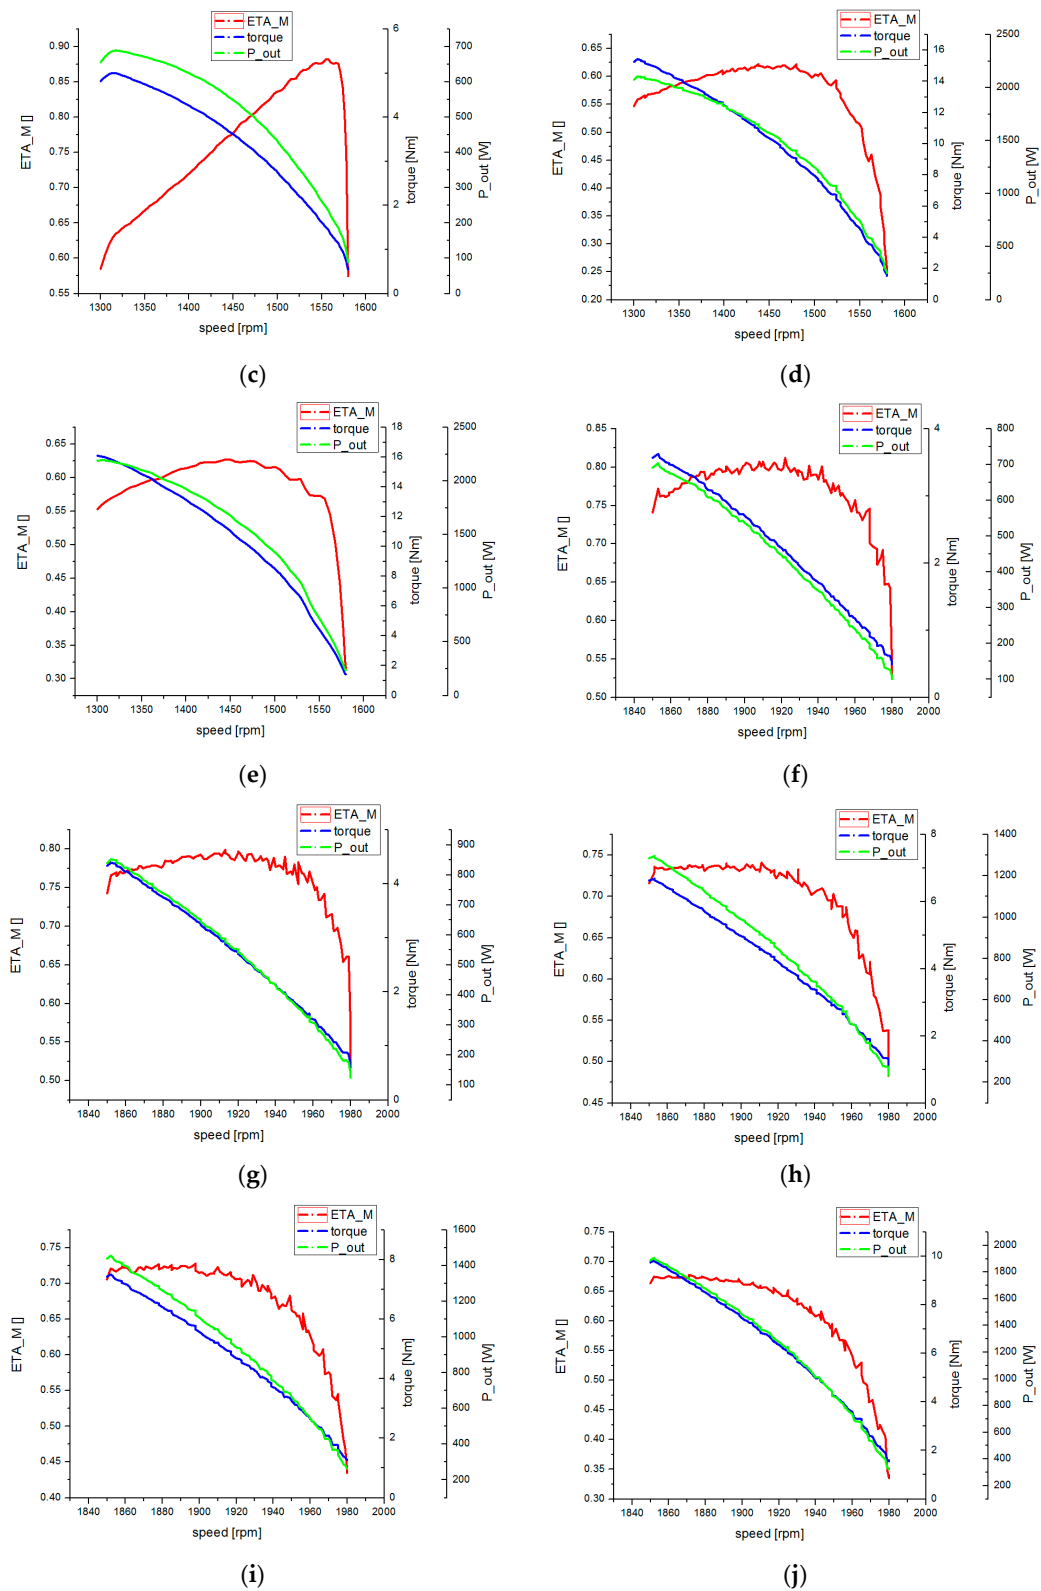 ETA_M
torque
P_out
0.90
0.85
0.80
0.75
0.70
0.65
0.60
0.55
ETA_M []
6
4
2
0
torque [Nm]
700
600
500
400
300
200
100
0
P_out [W]
1300 1350 1400 1450 1500 1550 1600
speed [rpm]
(c)
ETA_M
torque
P_out
0.65
0.60
0.55
0.50
0.45
0.40
0.35
0.30
0.25
0.20
ETA_M []
16
14
12
10
8
6
4
2
0
torque [Nm]
2500
2000
1500
1000
500
0
P_out [W]
1300 1350 1400 1450 1500 1550 1600
speed [rpm]
(d)
ETA_M
torque
P_out
0.65
0.60
0.55
0.50
0.45
0.40
0.35
0.30
ETA_M []
18
16
14
12
10
8
6
4
2
0
torque [Nm]
2500
2000
1500
1000
500
0
P_out [W]
1300 1350 1400 1450 1500 1550 1600
speed [rpm]
(e)
ETA_M
torque
P_out
0.85
0.80
0.75
0.70
0.65
0.60
0.55
0.50
ETA_M []
4
2
0
torque [Nm]
800
700
600
500
400
300
200
100
P_out [W]
1840 1860 1880 1900 1920 1940 1960 1980 2000
speed [rpm]
(f)
ETA_M
torque
P_out
0.80
0.75
0.70
0.65
0.60
0.55
0.50
ETA_M []
4
2
0
torque [Nm]
900
800
700
600
500
400
300
200
100
P_out [W]
1840 1860 1880 1900 1920 1940 1960 1980 2000
speed [rpm]
(g)
ETA_M
torque
P_out
0.75
0.70
0.65
0.60
0.55
0.50
0.45
ETA_M []
8
6
4
2
0
torque [Nm]
1400
1200
1000
800
600
400
200
P_out [W]
1840 1860 1880 1900 1920 1940 1960 1980 2000
speed [rpm]
(h)
ETA_M
torque
P_out
0.75
0.70
0.65
0.60
0.55
0.50
0.45
0.40
ETA_M []
8
6
4
2
0
torque [Nm]
1600
1400
1200
1000
800
600
400
200
P_out [W]
1840 1860 1880 1900 1920 1940 1960 1980 2000
speed [rpm]
(i)
ETA_M
torque
P_out
0.75
0.70
0.65
0.60
0.55
0.50
0.45
0.40
0.35
0.30
ETA_M []
10
8
6
4
2
0
torque [Nm]
2000
1800
1600
1400
1200
1000
800
600
400
200
P_out [W]
1840 1860 1880 1900 1920 1940 1960 1980 2000
speed [rpm]
(j)